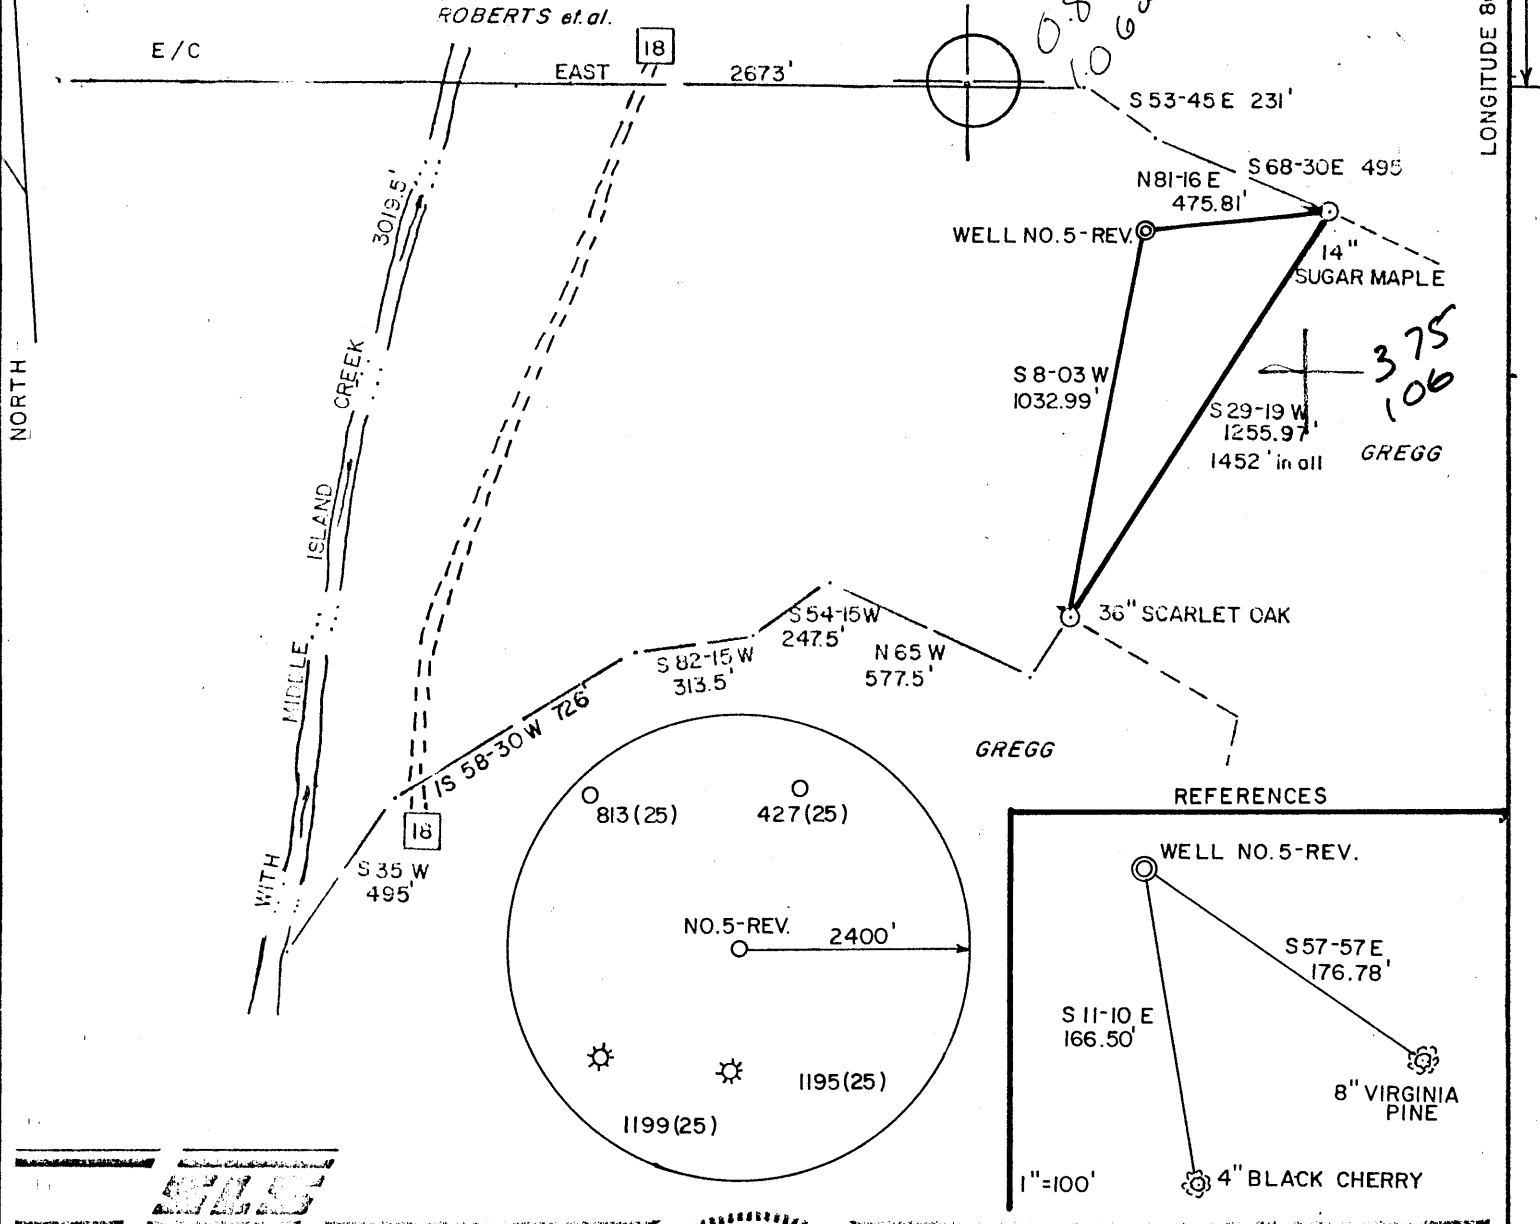 ROBERTS et.al.
E/C
18
EAST
2673'
S 53-45 E 231'
LONGITUDE
S 68-30E 495
N81-16 E
475.81'
WELL NO.5-REV.
14"
SUGAR MAPLE
3019.5'
NORTH
CREEK
ISLAND
MIDDLE
WITH
S 8-03 W
1032.99'
375
106
S 29-19 W
1255.97'
1452' in all
GREGG
36" SCARLET OAK
S 54-15W
247.5'
N 65 W
577.5'
S 82-15 W
313.5'
S 58-30 W 726'
18
S 35 W
495'
GREGG
813(25)
427(25)
NO.5-REV.
2400'
1195(25)
1199(25)
REFERENCES
WELL NO.5-REV.
S57-57E
176.78'
S 11-10 E
166.50'
8" VIRGINIA
PINE
4" BLACK CHERRY
1"=100'
SLS